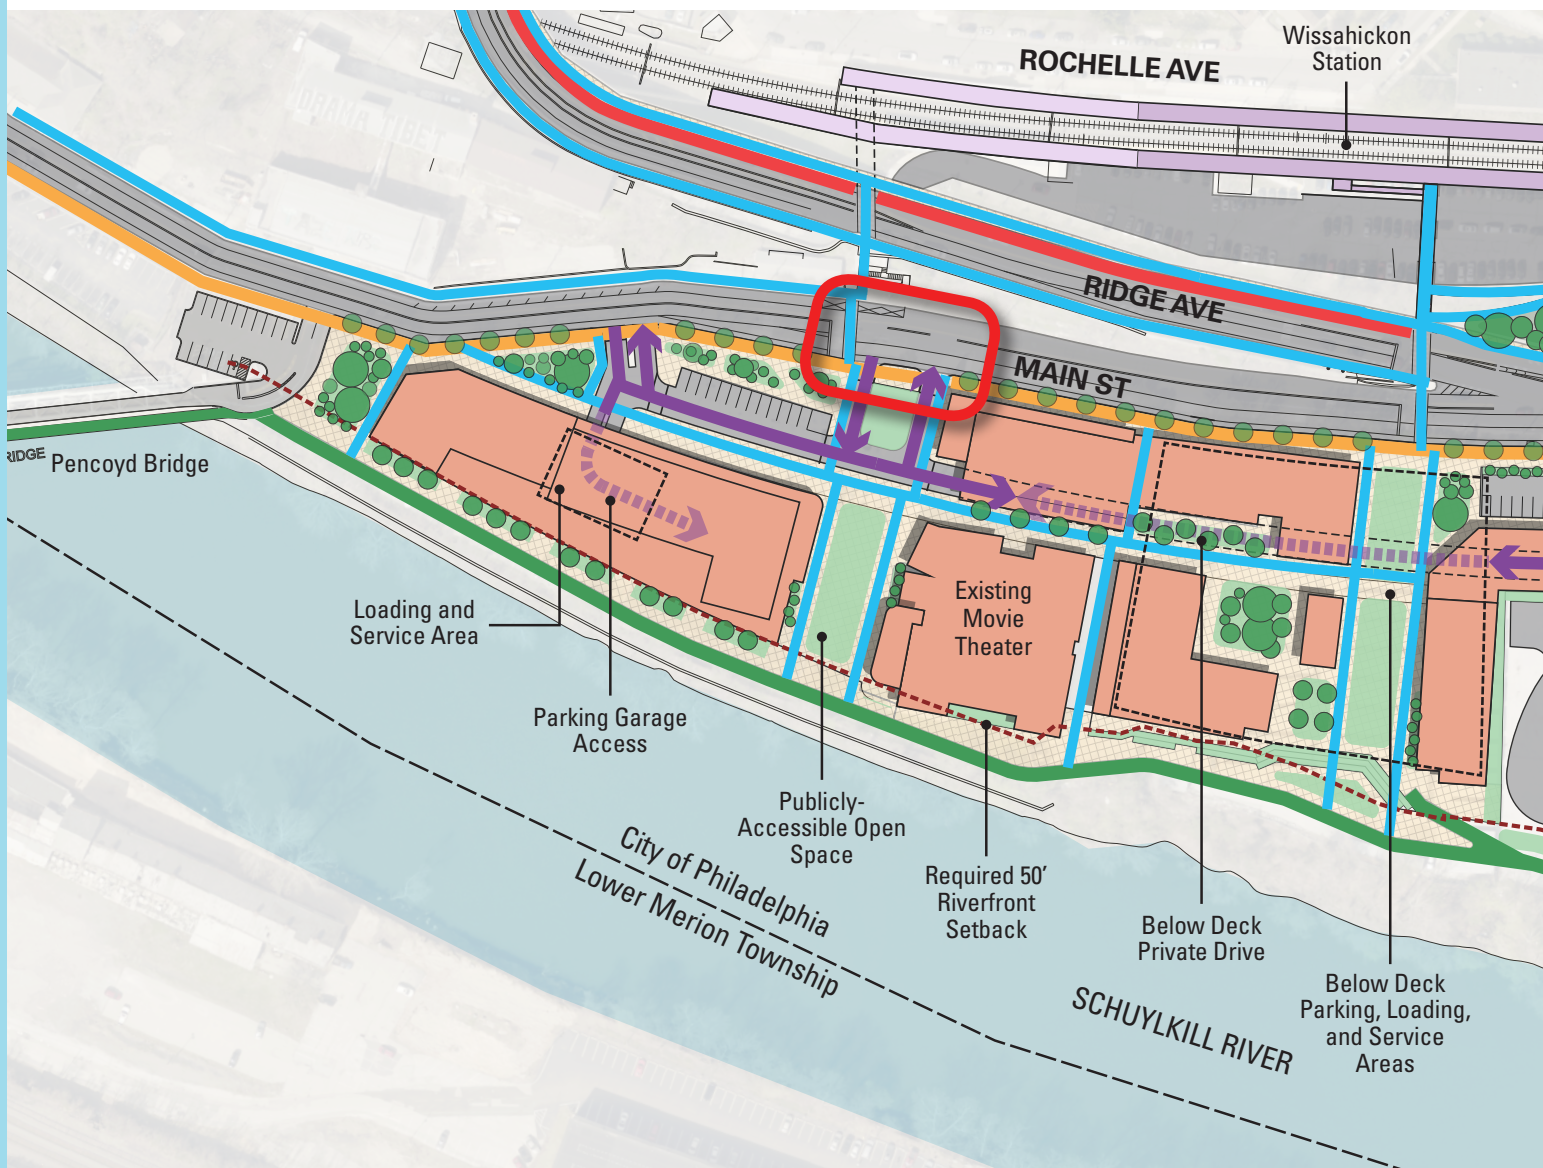 Wissahickon
Station
ROCHELLE AVE
RIDGE AVE
MAIN ST
RIDGE
Pencoyd Bridge
Existing
Movie
Theater
Loading and
Service Area
Parking Garage
Access
Publicly-
Accessible Open
Space
Required 50′
Riverfront
Setback
Below Deck
Private Drive
Below Deck
Parking, Loading,
and Service
Areas
City of Philadelphia
Lower Merion Township
SCHUYLKILL RIVER